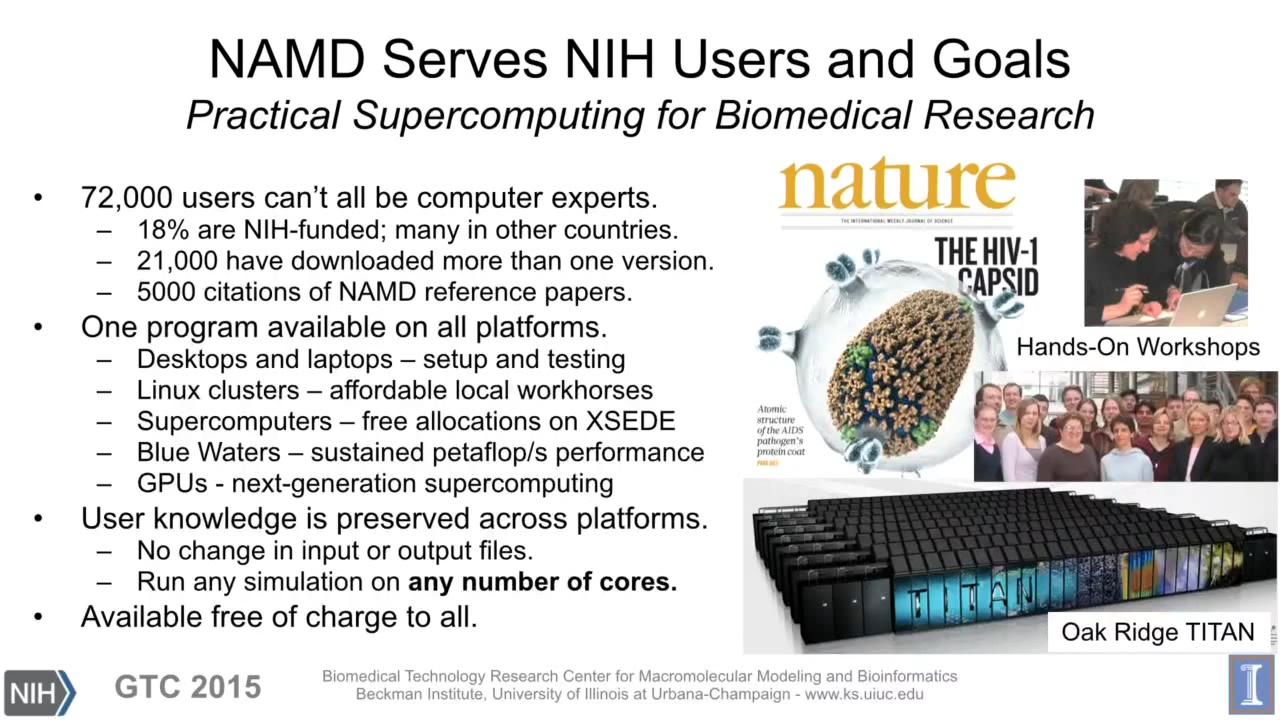 NAMD Serves NIH Users and Goals
Practical Supercomputing for Biomedical Research
• 72,000 users can't all be computer experts.
– 18% are NIH-funded; many in other countries.
– 21,000 have downloaded more than one version.
– 5000 citations of NAMD reference papers.
• One program available on all platforms.
– Desktops and laptops – setup and testing
– Linux clusters – affordable local workhorses
– Supercomputers – free allocations on XSEDE
– Blue Waters – sustained petaflop/s performance
– GPUs - next-generation supercomputing
• User knowledge is preserved across platforms.
– No change in input or output files.
– Run any simulation on any number of cores.
• Available free of charge to all.
nature
THE INTERNATIONAL WEEKLY JOURNAL OF SCIENCE
THE HIV-1
CAPSID
Atomic
structure
of the AIDS
pathogen's
protein coat
Hands-On Workshops
TITAN
Oak Ridge TITAN
NIH
GTC 2015
Biomedical Technology Research Center for Macromolecular Modeling and Bioinformatics
Beckman Institute, University of Illinois at Urbana-Champaign - www.ks.uiuc.edu
I